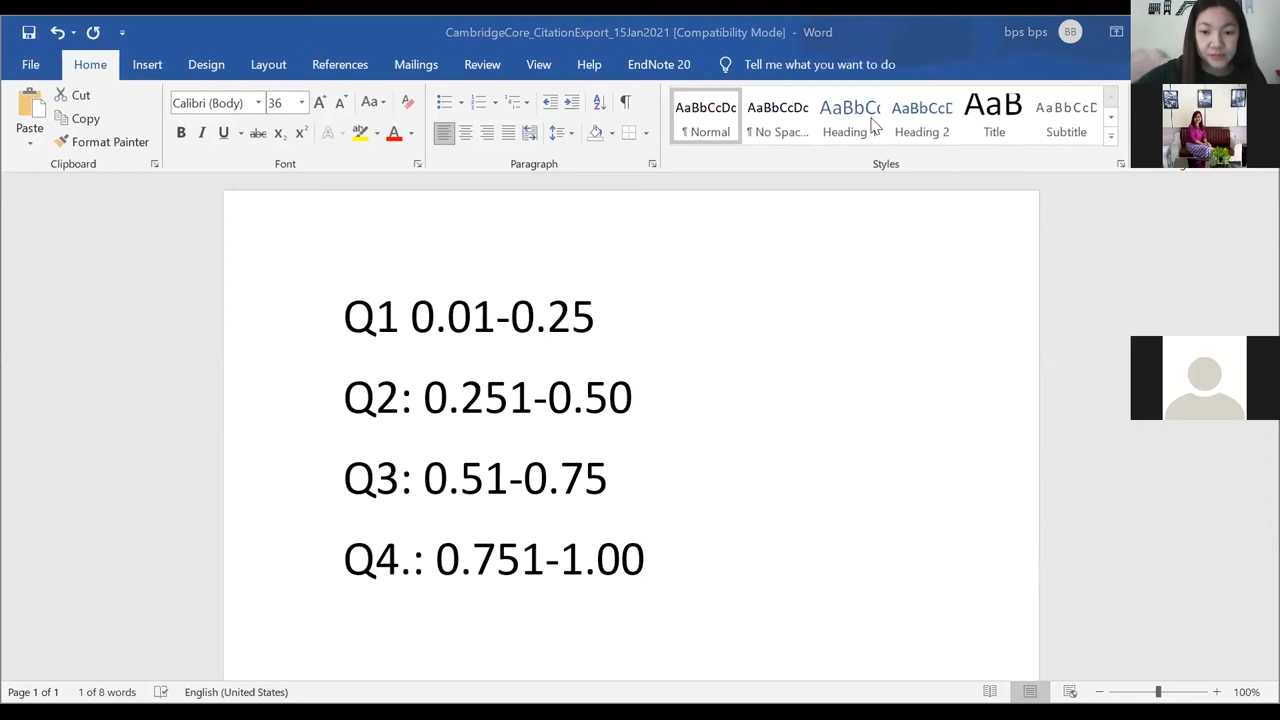 CambridgeCore_CitationExport_15Jan2021 [Compatibility Mode] - Word
bps bps
BB
File Home Insert Design Layout References Mailings Review View Help EndNote 20 Tell me what you want to do
Paste
Cut
Copy
Format Painter
Clipboard
Calibri (Body) 36
Font
Paragraph
AaBbCcDc AaBbCcDc AaBbCc AaBbCcD AaB AaBbCcD
¶ Normal ¶ No Spac... Heading Heading 2 Title Subtitle
Styles
Q1 0.01-0.25
Q2: 0.251-0.50
Q3: 0.51-0.75
Q4.: 0.751-1.00
Page 1 of 1 1 of 8 words English (United States) 100%